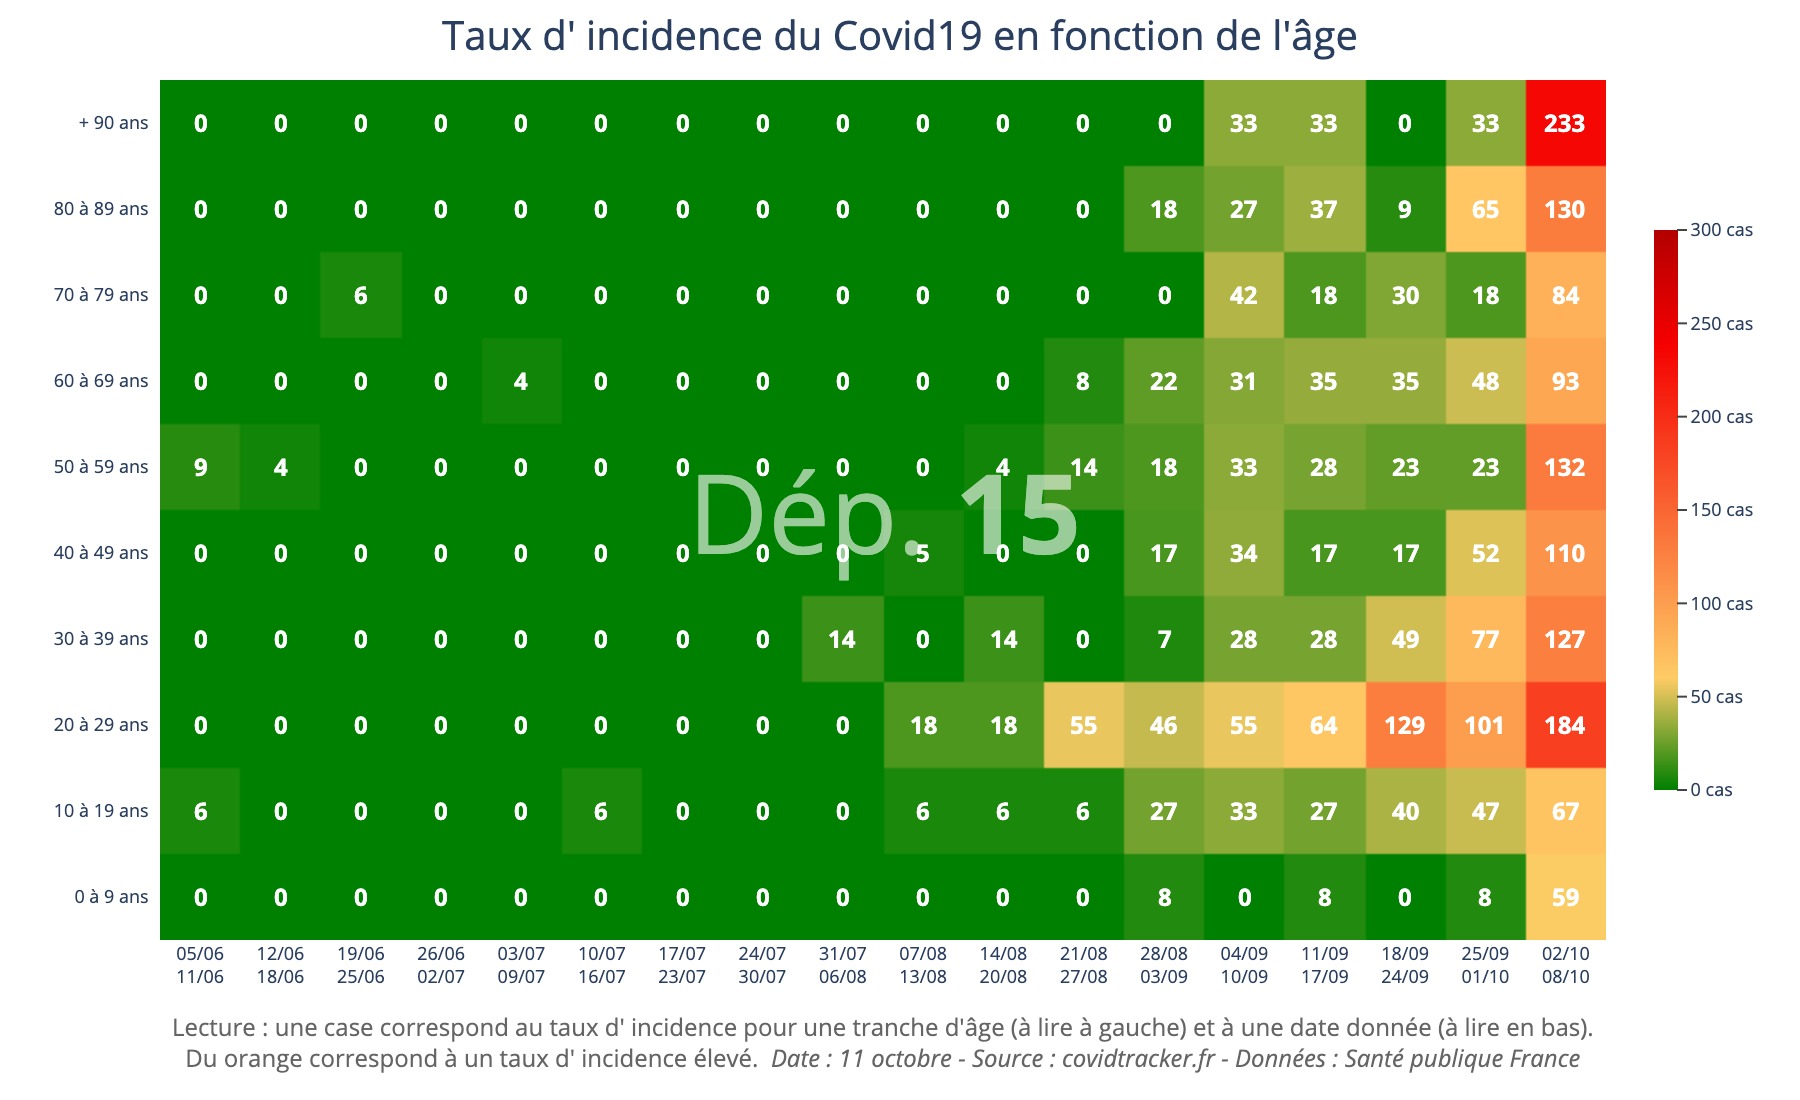 Taux d' incidence du Covid19 en fonction de l'âge
+ 90 ans 0 0 0 0 0 0 0 0 0 0 0 0 0 33 33 0 33 233
80 à 89 ans 0 0 0 0 0 0 0 0 0 0 0 0 18 27 37 9 65 130
70 à 79 ans 0 0 6 0 0 0 0 0 0 0 0 0 0 42 18 30 18 84
60 à 69 ans 0 0 0 0 4 0 0 0 0 0 0 8 22 31 35 35 48 93
50 à 59 ans 9 4 0 0 0 0 0 0 0 0 4 14 18 33 28 23 23 132
Dép. 15
40 à 49 ans 0 0 0 0 0 0 0 0 0 5 0 0 17 34 17 17 52 110
30 à 39 ans 0 0 0 0 0 0 0 0 14 0 14 0 7 28 28 49 77 127
20 à 29 ans 0 0 0 0 0 0 0 0 0 18 18 55 46 55 64 129 101 184
10 à 19 ans 6 0 0 0 0 6 0 0 0 6 6 6 27 33 27 40 47 67
0 à 9 ans 0 0 0 0 0 0 0 0 0 0 0 0 8 0 8 0 8 59
05/06 12/06 19/06 26/06 03/07 10/07 17/07 24/07 31/07 07/08 14/08 21/08 28/08 04/09 11/09 18/09 25/09 02/10
11/06 18/06 25/06 02/07 09/07 16/07 23/07 30/07 06/08 13/08 20/08 27/08 03/09 10/09 17/09 24/09 01/10 08/10
300 cas
250 cas
200 cas
150 cas
100 cas
50 cas
0 cas
Lecture : une case correspond au taux d' incidence pour une tranche d'âge (à lire à gauche) et à une date donnée (à lire en bas).
Du orange correspond à un taux d' incidence élevé. Date : 11 octobre - Source : covidtracker.fr - Données : Santé publique France